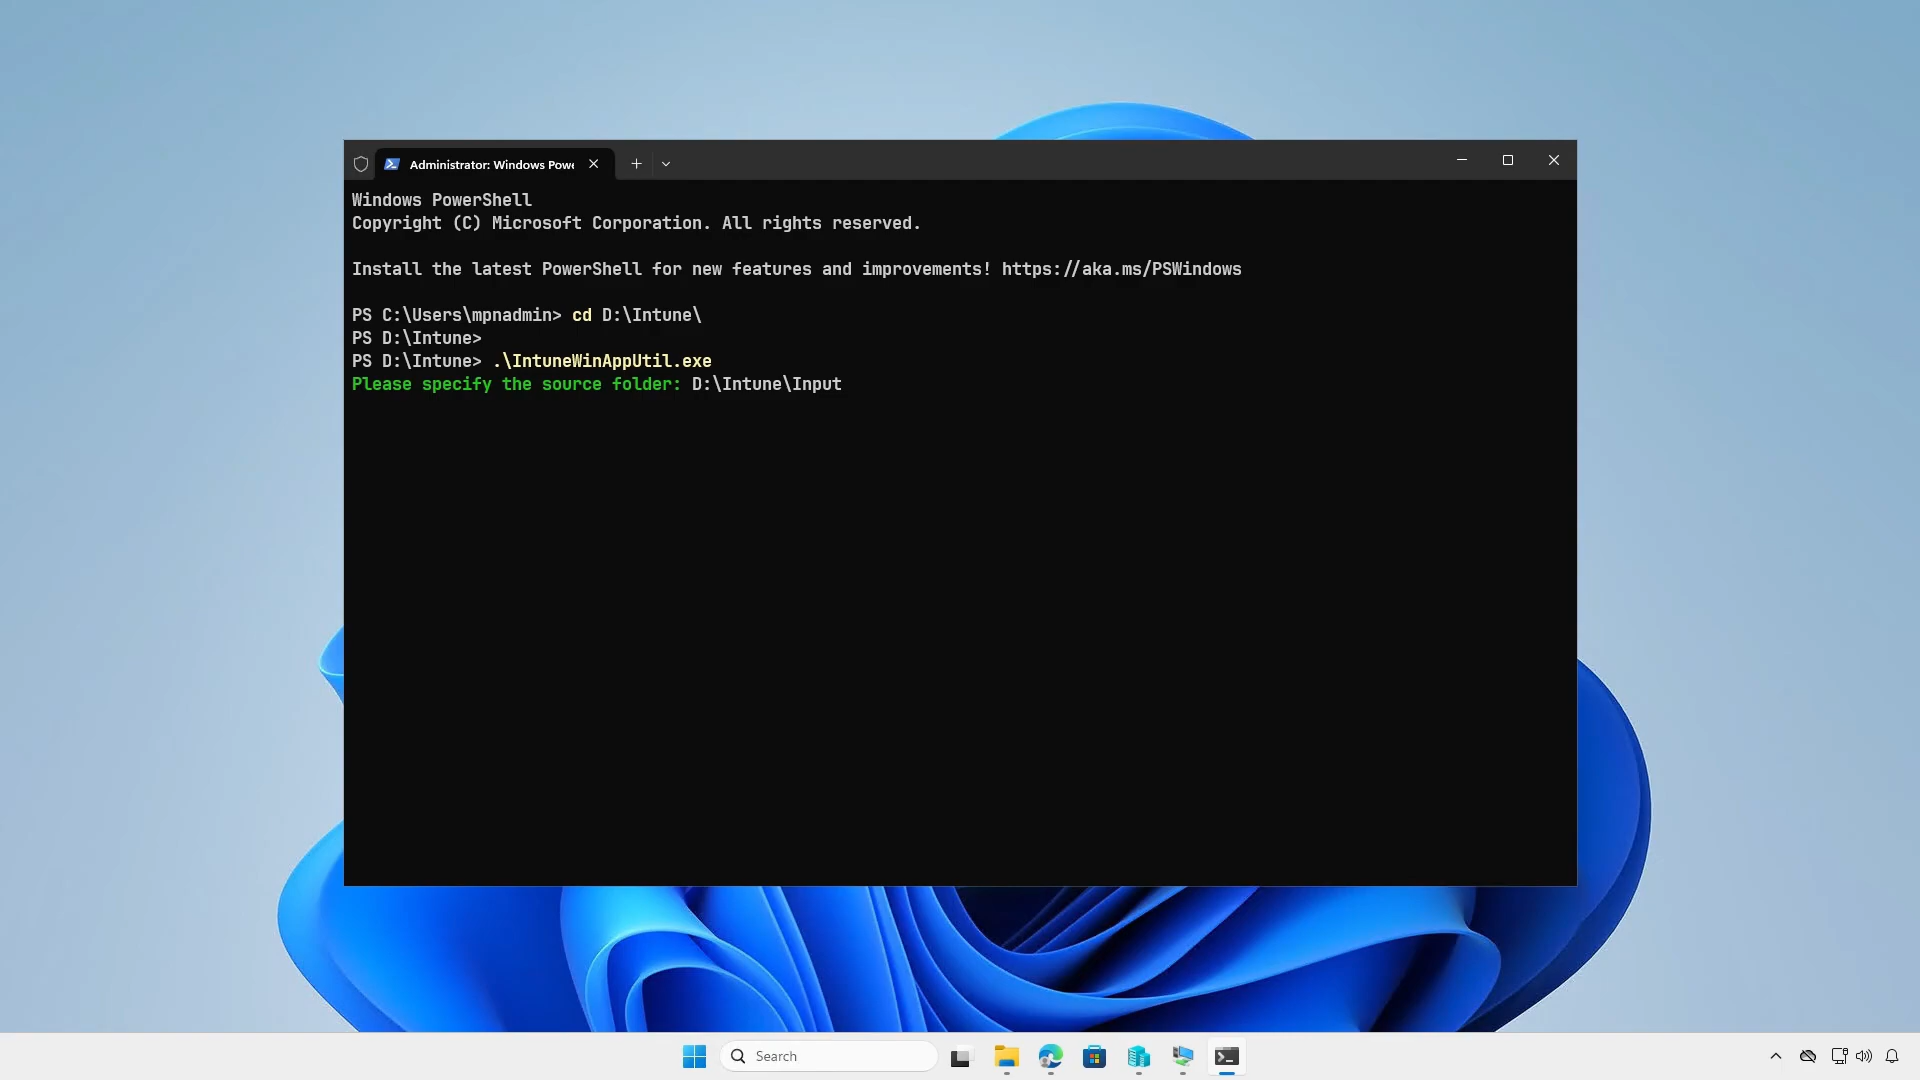 Administrator: Windows Powe
Windows PowerShell
Copyright (C) Microsoft Corporation. All rights reserved.
Install the latest PowerShell for new features and improvements! https://aka.ms/PSWindows
PS C:\Users\mpnadmin> cd D:\Intune\
PS D:\Intune>
PS D:\Intune> .\IntuneWinAppUtil.exe
Please specify the source folder: D:\Intune\Input
Search